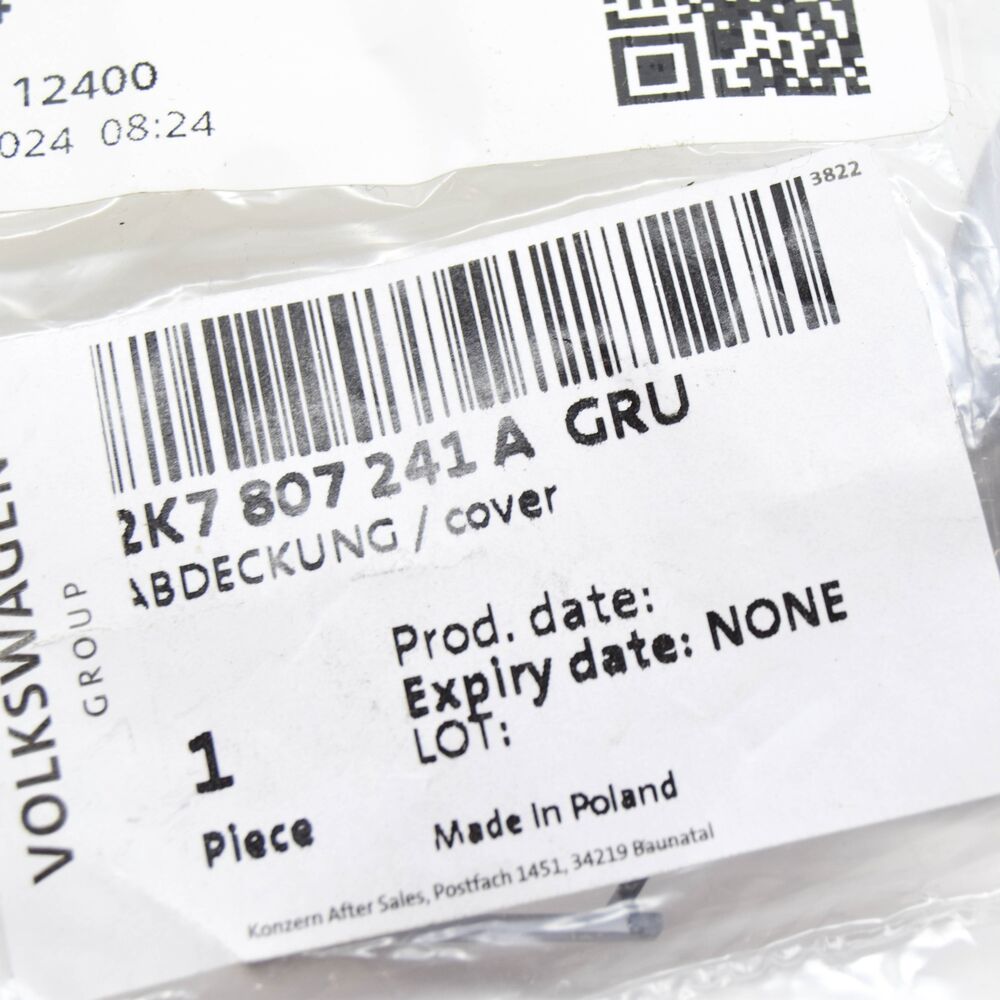 12400
024 08:24
3822
2K7 807 241 A GRU
ABDECKUNG / cover
VOLKSWAGEN
GROUP
Prod. date:
Expiry date: NONE
LOT:
1
Piece
Made In Poland
Konzern After Sales, Postfach 1451, 34219 Baunatal